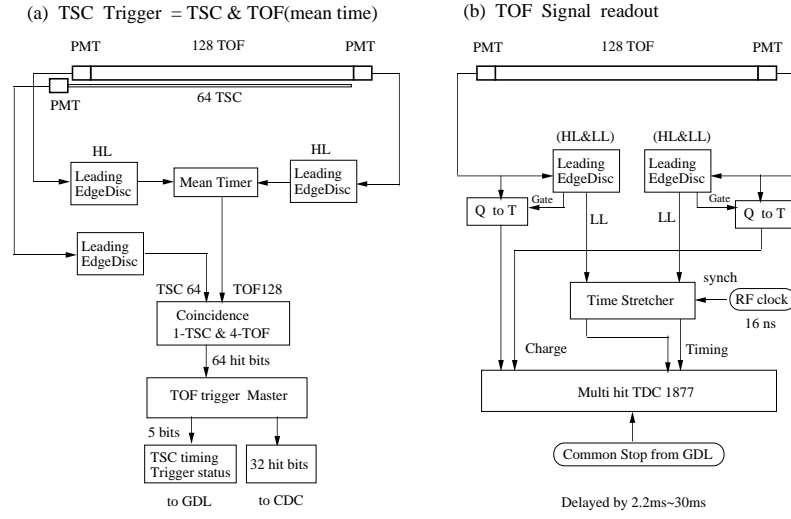 (a) TSC Trigger = TSC & TOF(mean time)
PMT
128 TOF
PMT
64 TSC
PMT
HL
HL
Leading
EdgeDisc
Mean Timer
Leading
EdgeDisc
Leading
EdgeDisc
TSC 64
TOF128
Coincidence
1-TSC & 4-TOF
64 hit bits
TOF trigger Master
5 bits
TSC timing
Trigger status
32 hit bits
to GDL
to CDC
(b) TOF Signal readout
PMT
128 TOF
PMT
(HL&LL)
(HL&LL)
Leading
EdgeDisc
Leading
EdgeDisc
Gate
Gate
Q to T
Q to T
LL
LL
synch
Time Stretcher
RF clock
16 ns
Charge
Timing
Multi hit TDC 1877
Common Stop from GDL
Delayed by 2.2ms~30ms